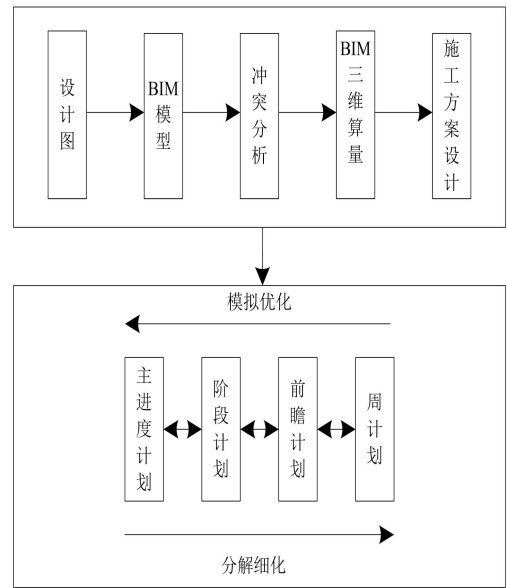 设计图
BIM模型
冲突分析
BIM三维算量
施工方案设计
模拟优化
主进度计划
阶段计划
前瞻计划
周计划
分解细化